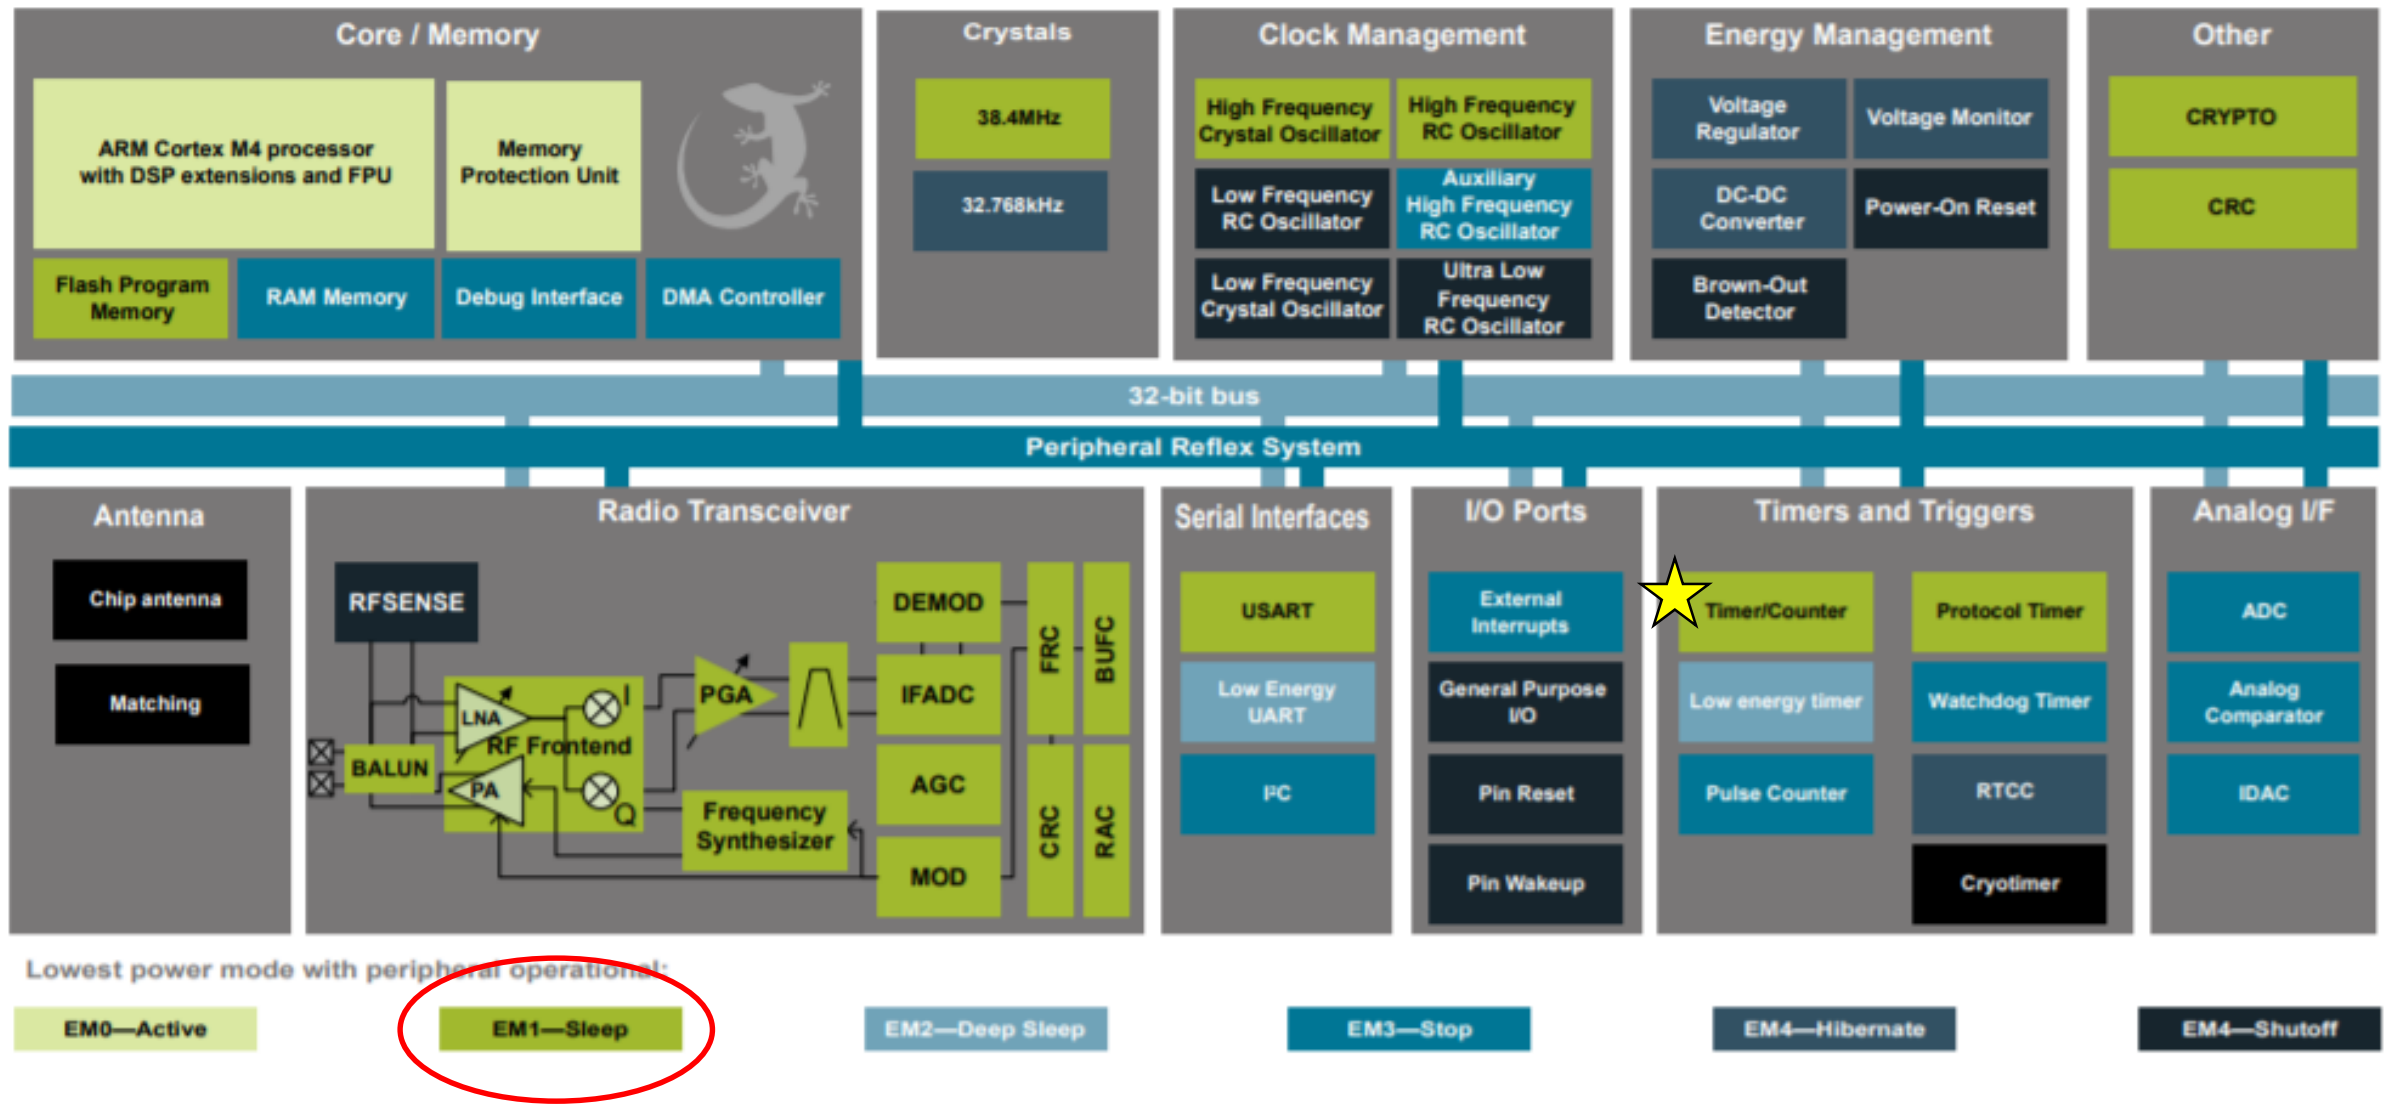 Core / Memory
ARM Cortex M4 processor
with DSP extensions and FPU
Memory
Protection Unit
Flash Program
Memory
RAM Memory
Debug Interface
DMA Controller
Crystals
38.4MHz
32.768kHz
Clock Management
High Frequency
Crystal Oscillator
High Frequency
RC Oscillator
Low Frequency
RC Oscillator
Auxiliary
High Frequency
RC Oscillator
Low Frequency
Crystal Oscillator
Ultra Low
Frequency
RC Oscillator
Energy Management
Voltage
Regulator
Voltage Monitor
DC-DC
Converter
Power-On Reset
Brown-Out
Detector
Other
CRYPTO
CRC
32-bit bus
Peripheral Reflex System
Antenna
Chip antenna
Matching
Radio Transceiver
RFSENSE
BALUN
LNA
I
RF Frontend
PA
Q
PGA
Frequency
Synthesizer
DEMOD
IFADC
AGC
MOD
FRC
BUFC
CRC
RAC
Serial Interfaces
USART
Low Energy
UART
I²C
I/O Ports
External
Interrupts
General Purpose
I/O
Pin Reset
Pin Wakeup
Timers and Triggers
Timer/Counter
Protocol Timer
Low energy timer
Watchdog Timer
Pulse Counter
RTCC
Cryotimer
Analog I/F
ADC
Analog
Comparator
IDAC
Lowest power mode with peripheral operational:
EM0—Active
EM1—Sleep
EM2—Deep Sleep
EM3—Stop
EM4—Hibernate
EM4—Shutoff